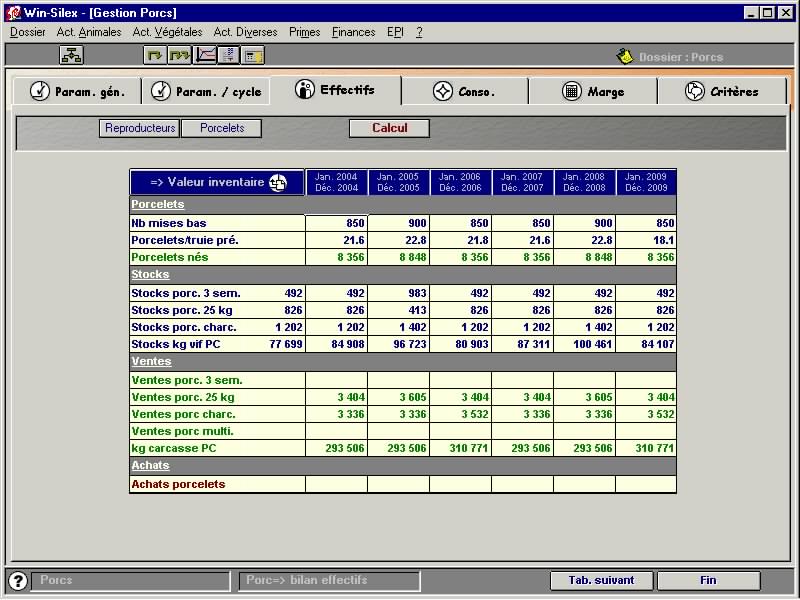 Win-Silex - [Gestion Porcs]
Dossier Act. Animales Act. Végétales Act. Diverses Primes Finances EPI ?
Dossier : Porcs
Param. gén. Param. / cycle Effectifs Conso. Marge Critères
Reproducteurs Porcelets Calcul
=> Valeur inventaire Jan. 2004 Jan. 2005 Jan. 2006 Jan. 2007 Jan. 2008 Jan. 2009
Déc. 2004 Déc. 2005 Déc. 2006 Déc. 2007 Déc. 2008 Déc. 2009
Porcelets
Nb mises bas 850 900 850 850 900 850
Porcelets/truie pré. 21.6 22.8 21.8 21.6 22.8 18.1
Porcelets nés 8 356 8 848 8 356 8 356 8 848 8 356
Stocks
Stocks porc. 3 sem. 492 492 983 492 492 492 492
Stocks porc. 25 kg 826 826 413 826 826 826 826
Stocks porc. charc. 1 202 1 202 1 402 1 202 1 202 1 402 1 202
Stocks kg vif PC 77 699 84 908 96 723 80 903 87 311 100 461 84 107
Ventes
Ventes porc. 3 sem.
Ventes porc. 25 kg 3 404 3 605 3 404 3 404 3 605 3 404
Ventes porc charc. 3 336 3 336 3 532 3 336 3 336 3 532
Ventes porc multi.
kg carcasse PC 293 506 293 506 310 771 293 506 293 506 310 771
Achats
Achats porcelets
? Porcs Porc=> bilan effectifs Tab. suivant Fin